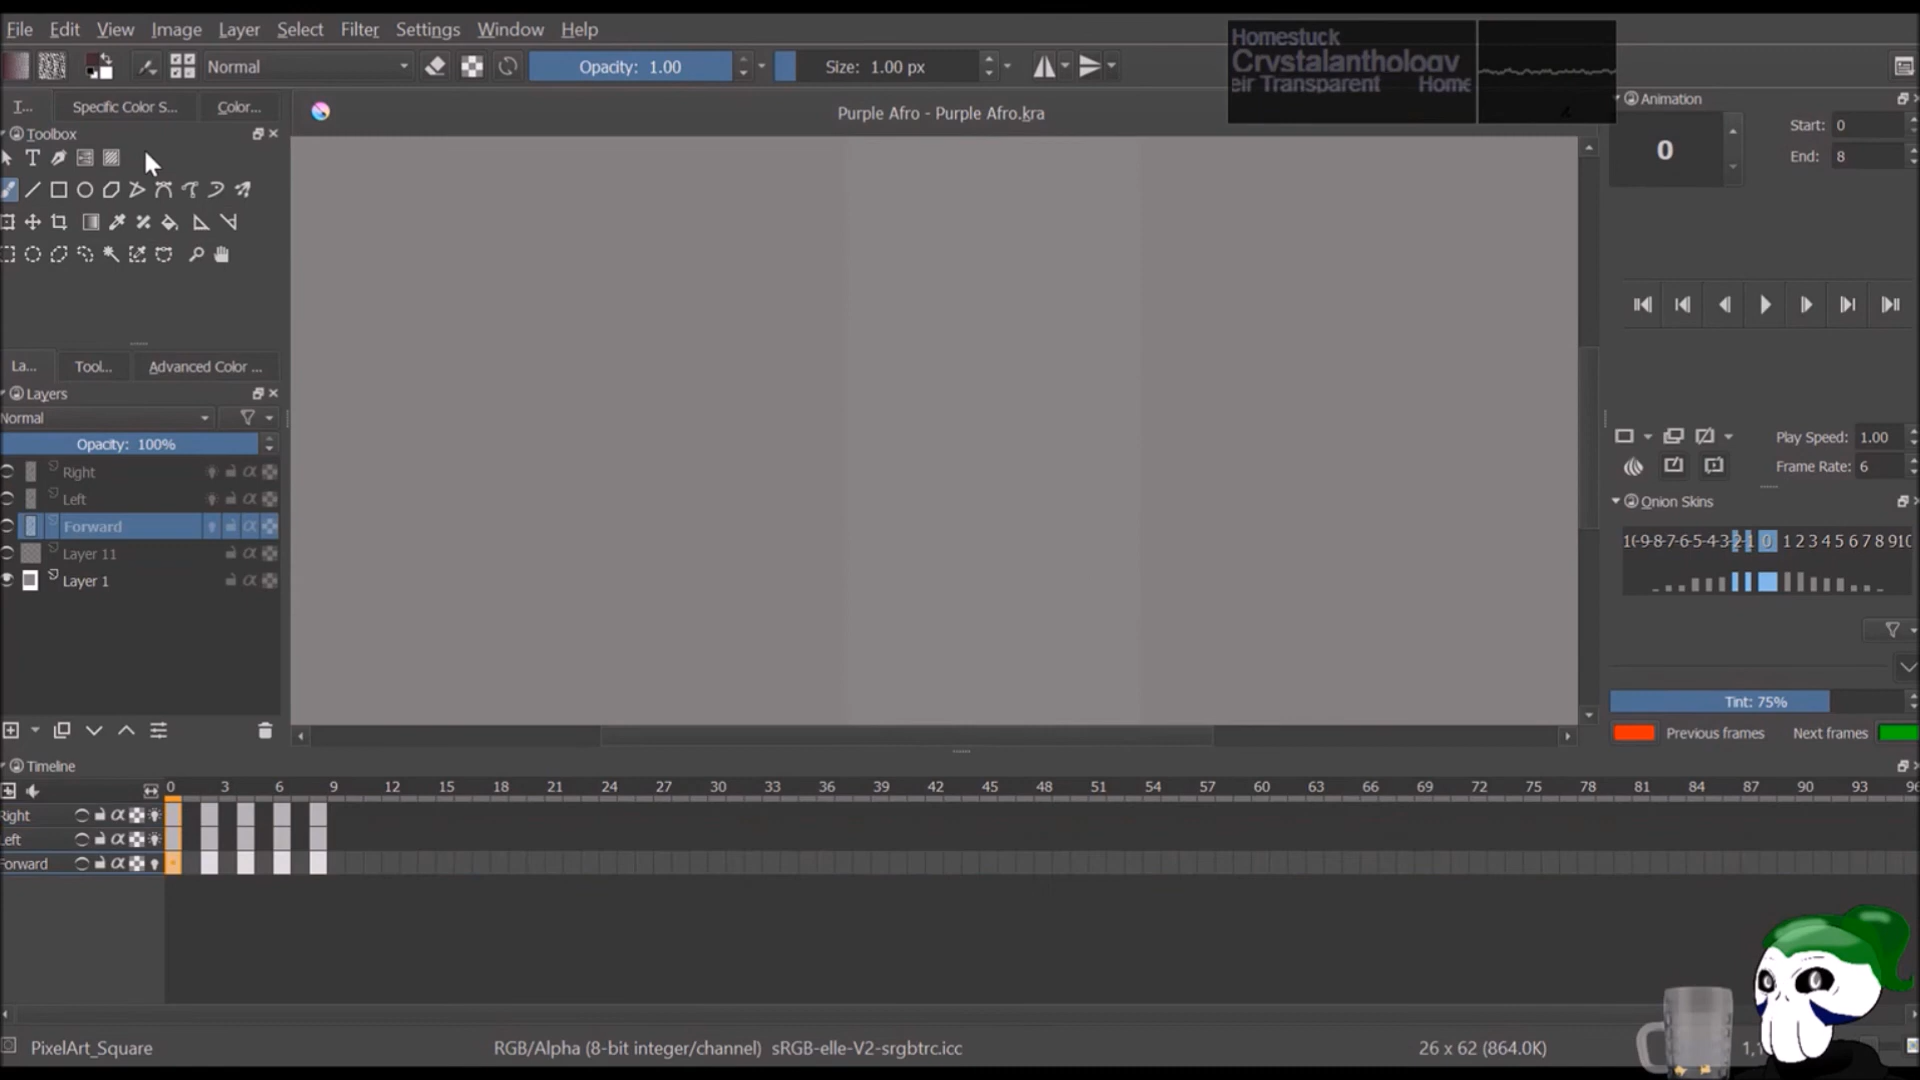 File Edit View Image Layer Select Filter Settings Window Help
Homestuck
Crystalanthology
eir Transparent Home
Normal Opacity: 1.00 Size: 1.00 px
T... Specific Color S... Color...
Purple Afro - Purple Afro.kra
Toolbox
Animation
0
Start: 0
End: 8
La... Tool... Advanced Color ...
Layers
Normal
Opacity: 100%
Right
Left
Forward
Layer 11
Layer 1
Play Speed: 1.00
Frame Rate: 6
Onion Skins
10-9-8-7-6-5-4-3-2-1 0 1 2 3 4 5 6 7 8 9 10
Tint: 75%
Previous frames Next frames
Timeline
0 3 6 9 12 15 18 21 24 27 30 33 36 39 42 45 48 51 54 57 60 63 66 69 72 75 78 81 84 87 90 93 96
Right
Left
Forward
PixelArt_Square
RGB/Alpha (8-bit integer/channel) sRGB-elle-V2-srgbtrc.icc
26 x 62 (864.0K)